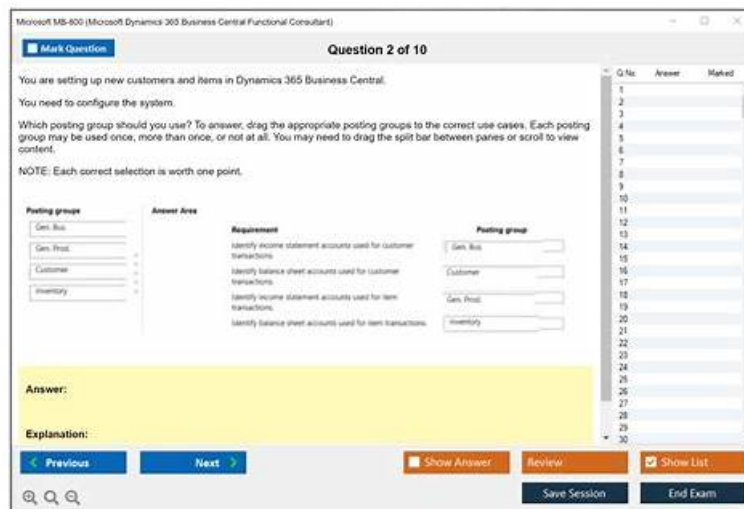 Microsoft MB-800 (Microsoft Dynamics 365 Business Central Functional Consultant)
Mark Question
Question 2 of 10
You are setting up new customers and items in Dynamics 365 Business Central.
You need to configure the system.
Which posting group should you use? To answer, drag the appropriate posting groups to the correct use cases. Each posting
group may be used once, more than once, or not at all. You may need to drag the split bar between panes or scroll to view
content.
NOTE: Each correct selection is worth one point.
Posting groups
Answer Area
Gen. Bus.
Gen. Prod.
Customer
Inventory
Requirement
Posting group
Identify income statement accounts used for customer
transactions.
Gen. Bus.
Identify balance sheet accounts used for customer
transactions.
Customer
Identify income statement accounts used for item
transactions.
Gen. Prod.
Identify balance sheet accounts used for item transactions.
Inventory
Answer:
Explanation:
Q.No
Answer
Marked
1
2
3
4
5
6
7
8
9
10
11
12
13
14
15
16
17
18
19
20
21
22
23
24
25
26
27
28
29
30
Previous
Next
Show Answer
Review
Show List
Save Session
End Exam